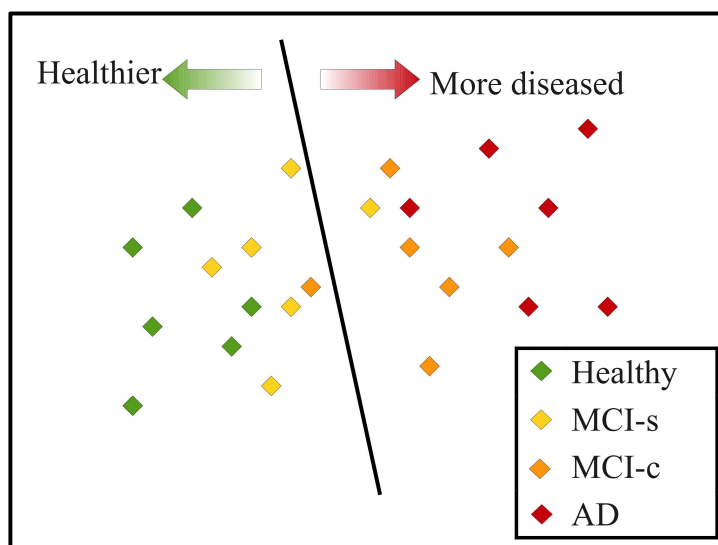 Healthier
More diseased
Healthy
MCI-s
MCI-c
AD